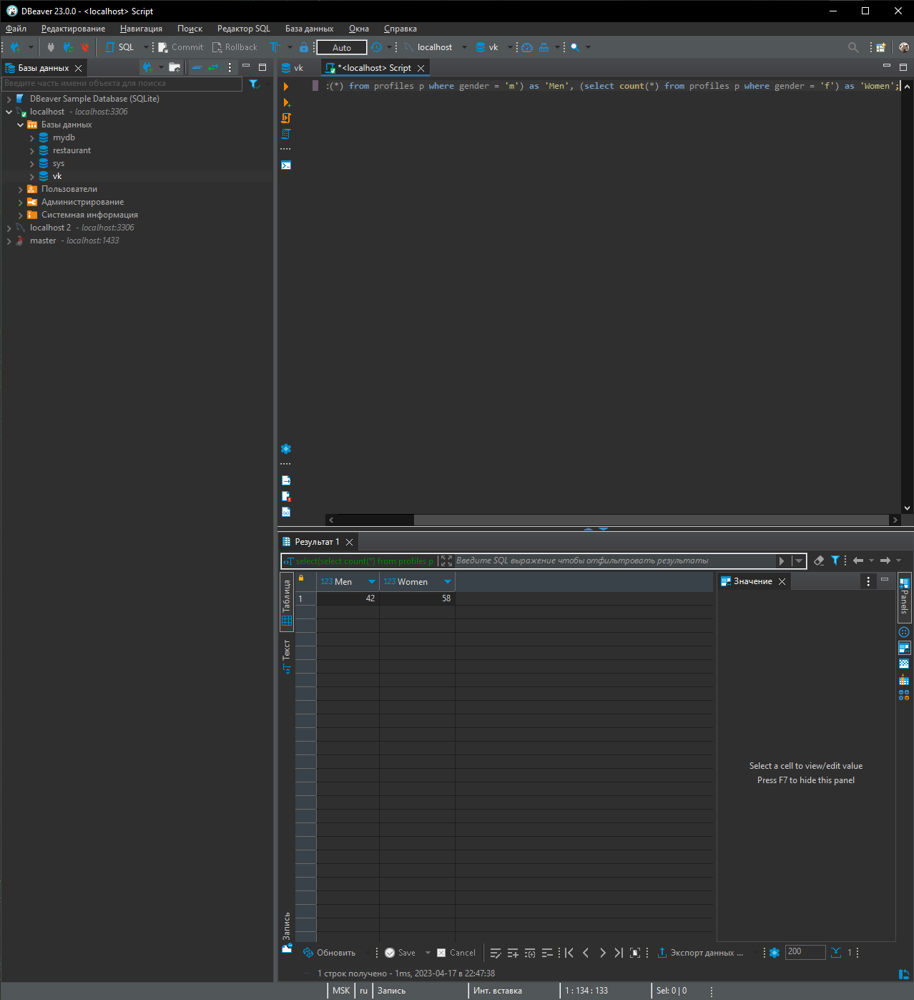 DBeaver 23.0.0 - <localhost> Script
Файл Редактирование Навигация Поиск Редактор SQL База данных Окна Справка
SQL Commit Rollback Auto localhost vk
Базы данных
vk *<localhost> Script
Введите часть имени объекта для поиска
t(*) from profiles p where gender = 'm') as 'Men', (select count(*) from profiles p where gender = 'f') as 'Women';
DBeaver Sample Database (SQLite)
localhost - localhost:3306
Базы данных
mydb
restaurant
sys
vk
Пользователи
Администрирование
Системная информация
localhost 2 - localhost:3306
master - localhost:1433
Результат 1
select(select count(*) from profiles p Введите SQL выражение чтобы отфильтровать результаты
Таблица
Текст
Запись
123 Men 123 Women
1 42 58
Значение
Panels
Select a cell to view/edit value
Press F7 to hide this panel
Обновить Save Cancel Экспорт данных ... 200 1
1 строк получено - 1ms, 2023-04-17 в 22:47:38
MSK ru Запись Инт. вставка 1 : 134 : 133 Sel: 0 | 0